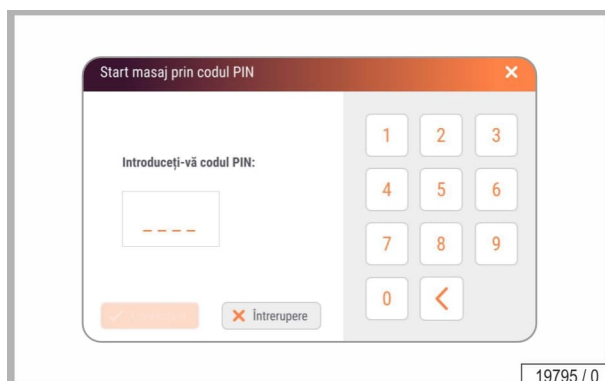 Start masaj prin codul PIN
Introduceți-vă codul PIN:
_ _ _ _
1 2 3
4 5 6
7 8 9
0
Întrerupere
19795 / 0